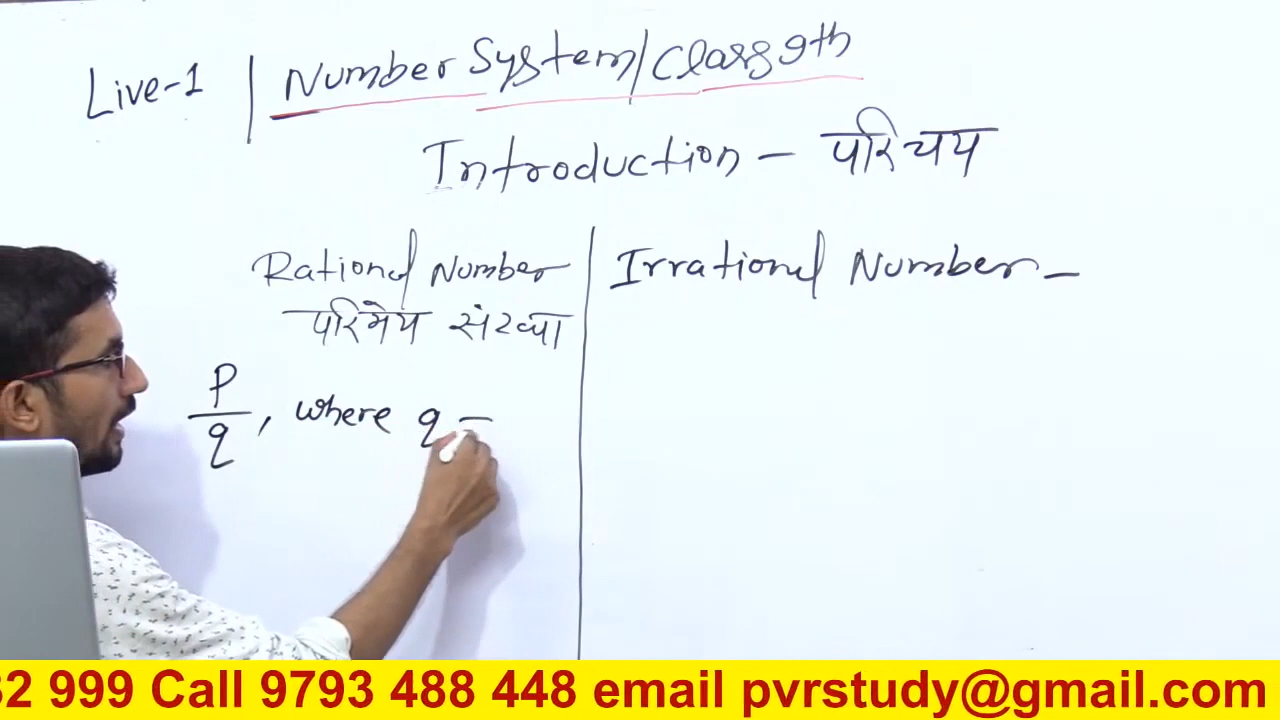 Live-1 | Number System/Class 9th
Introduction – परिचय
Rational Number
परिमेय संख्या
P/q, where q
Irrational Number –
32 999 Call 9793 488 448 email pvrstudy@gmail.com